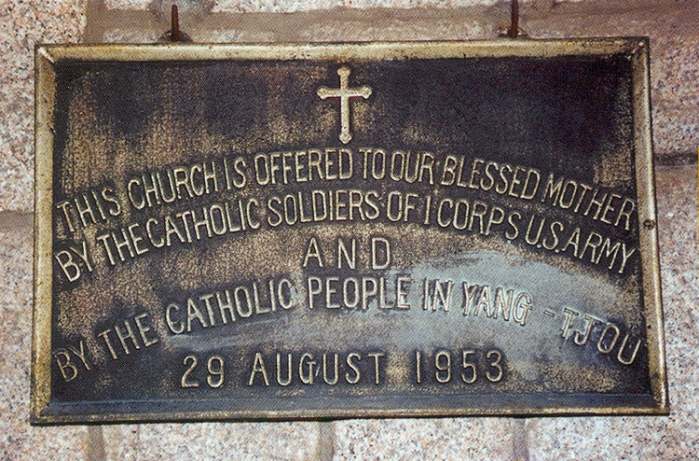 THIS CHURCH IS OFFERED TO OUR BLESSED MOTHER
BY THE CATHOLIC SOLDIERS OF I CORPS U.S. ARMY
AND
BY THE CATHOLIC PEOPLE IN YANG-TJOU
29 AUGUST 1953